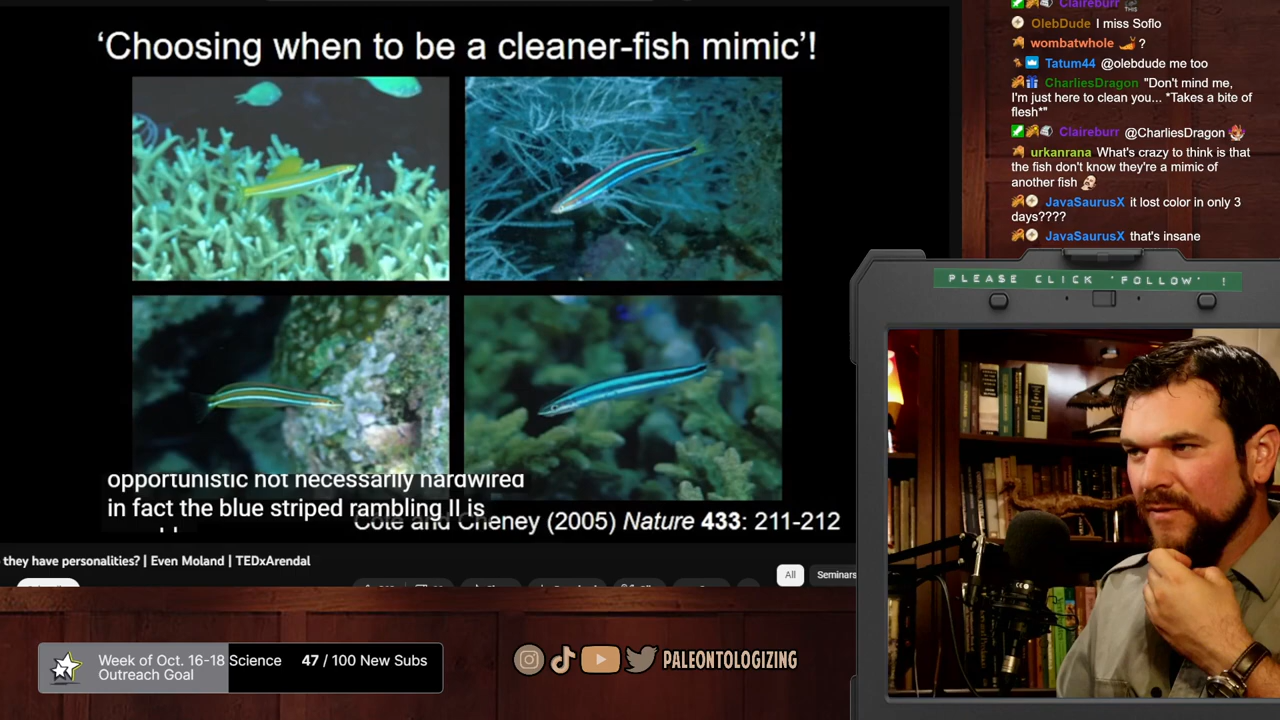 'Choosing when to be a cleaner-fish mimic'!
opportunistic not necessarily hardwired
in fact the blue striped rambling II is
Côté and Cheney (2005) Nature 433: 211-212
they have personalities? | Even Moland | TEDxArendal
All
Seminars
Week of Oct. 16-18 Science
Outreach Goal
47 / 100 New Subs
PALEONTOLOGIZING
Claireburr
THIS
OlebDude I miss Soflo
wombatwhole ?
Tatum44 @olebdude me too
CharliesDragon "Don't mind me,
I'm just here to clean you... *Takes a bite of
flesh*"
Claireburr @CharliesDragon
urkanrana What's crazy to think is that
the fish don't know they're a mimic of
another fish
JavaSaurusX it lost color in only 3
days????
JavaSaurusX that's insane
PLEASE CLICK 'FOLLOW' !